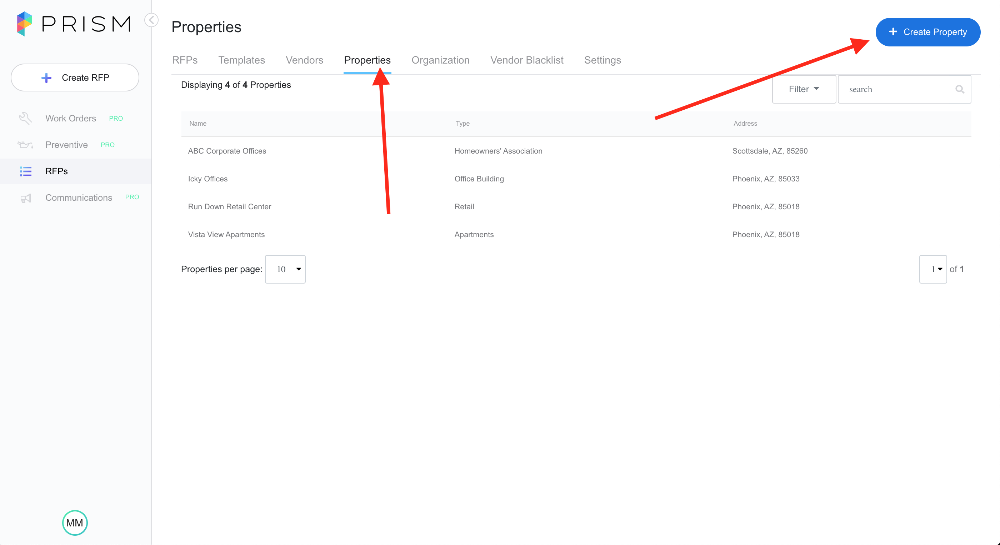 PRISM
Create RFP
Work Orders PRO
Preventive PRO
RFPs
Communications PRO
MM
Properties
Create Property
RFPs Templates Vendors Properties Organization Vendor Blacklist Settings
Displaying 4 of 4 Properties
Filter search
Name Type Address
ABC Corporate Offices Homeowners' Association Scottsdale, AZ, 85260
Icky Offices Office Building Phoenix, AZ, 85033
Run Down Retail Center Retail Phoenix, AZ, 85018
Vista View Apartments Apartments Phoenix, AZ, 85018
Properties per page: 10 1 of 1